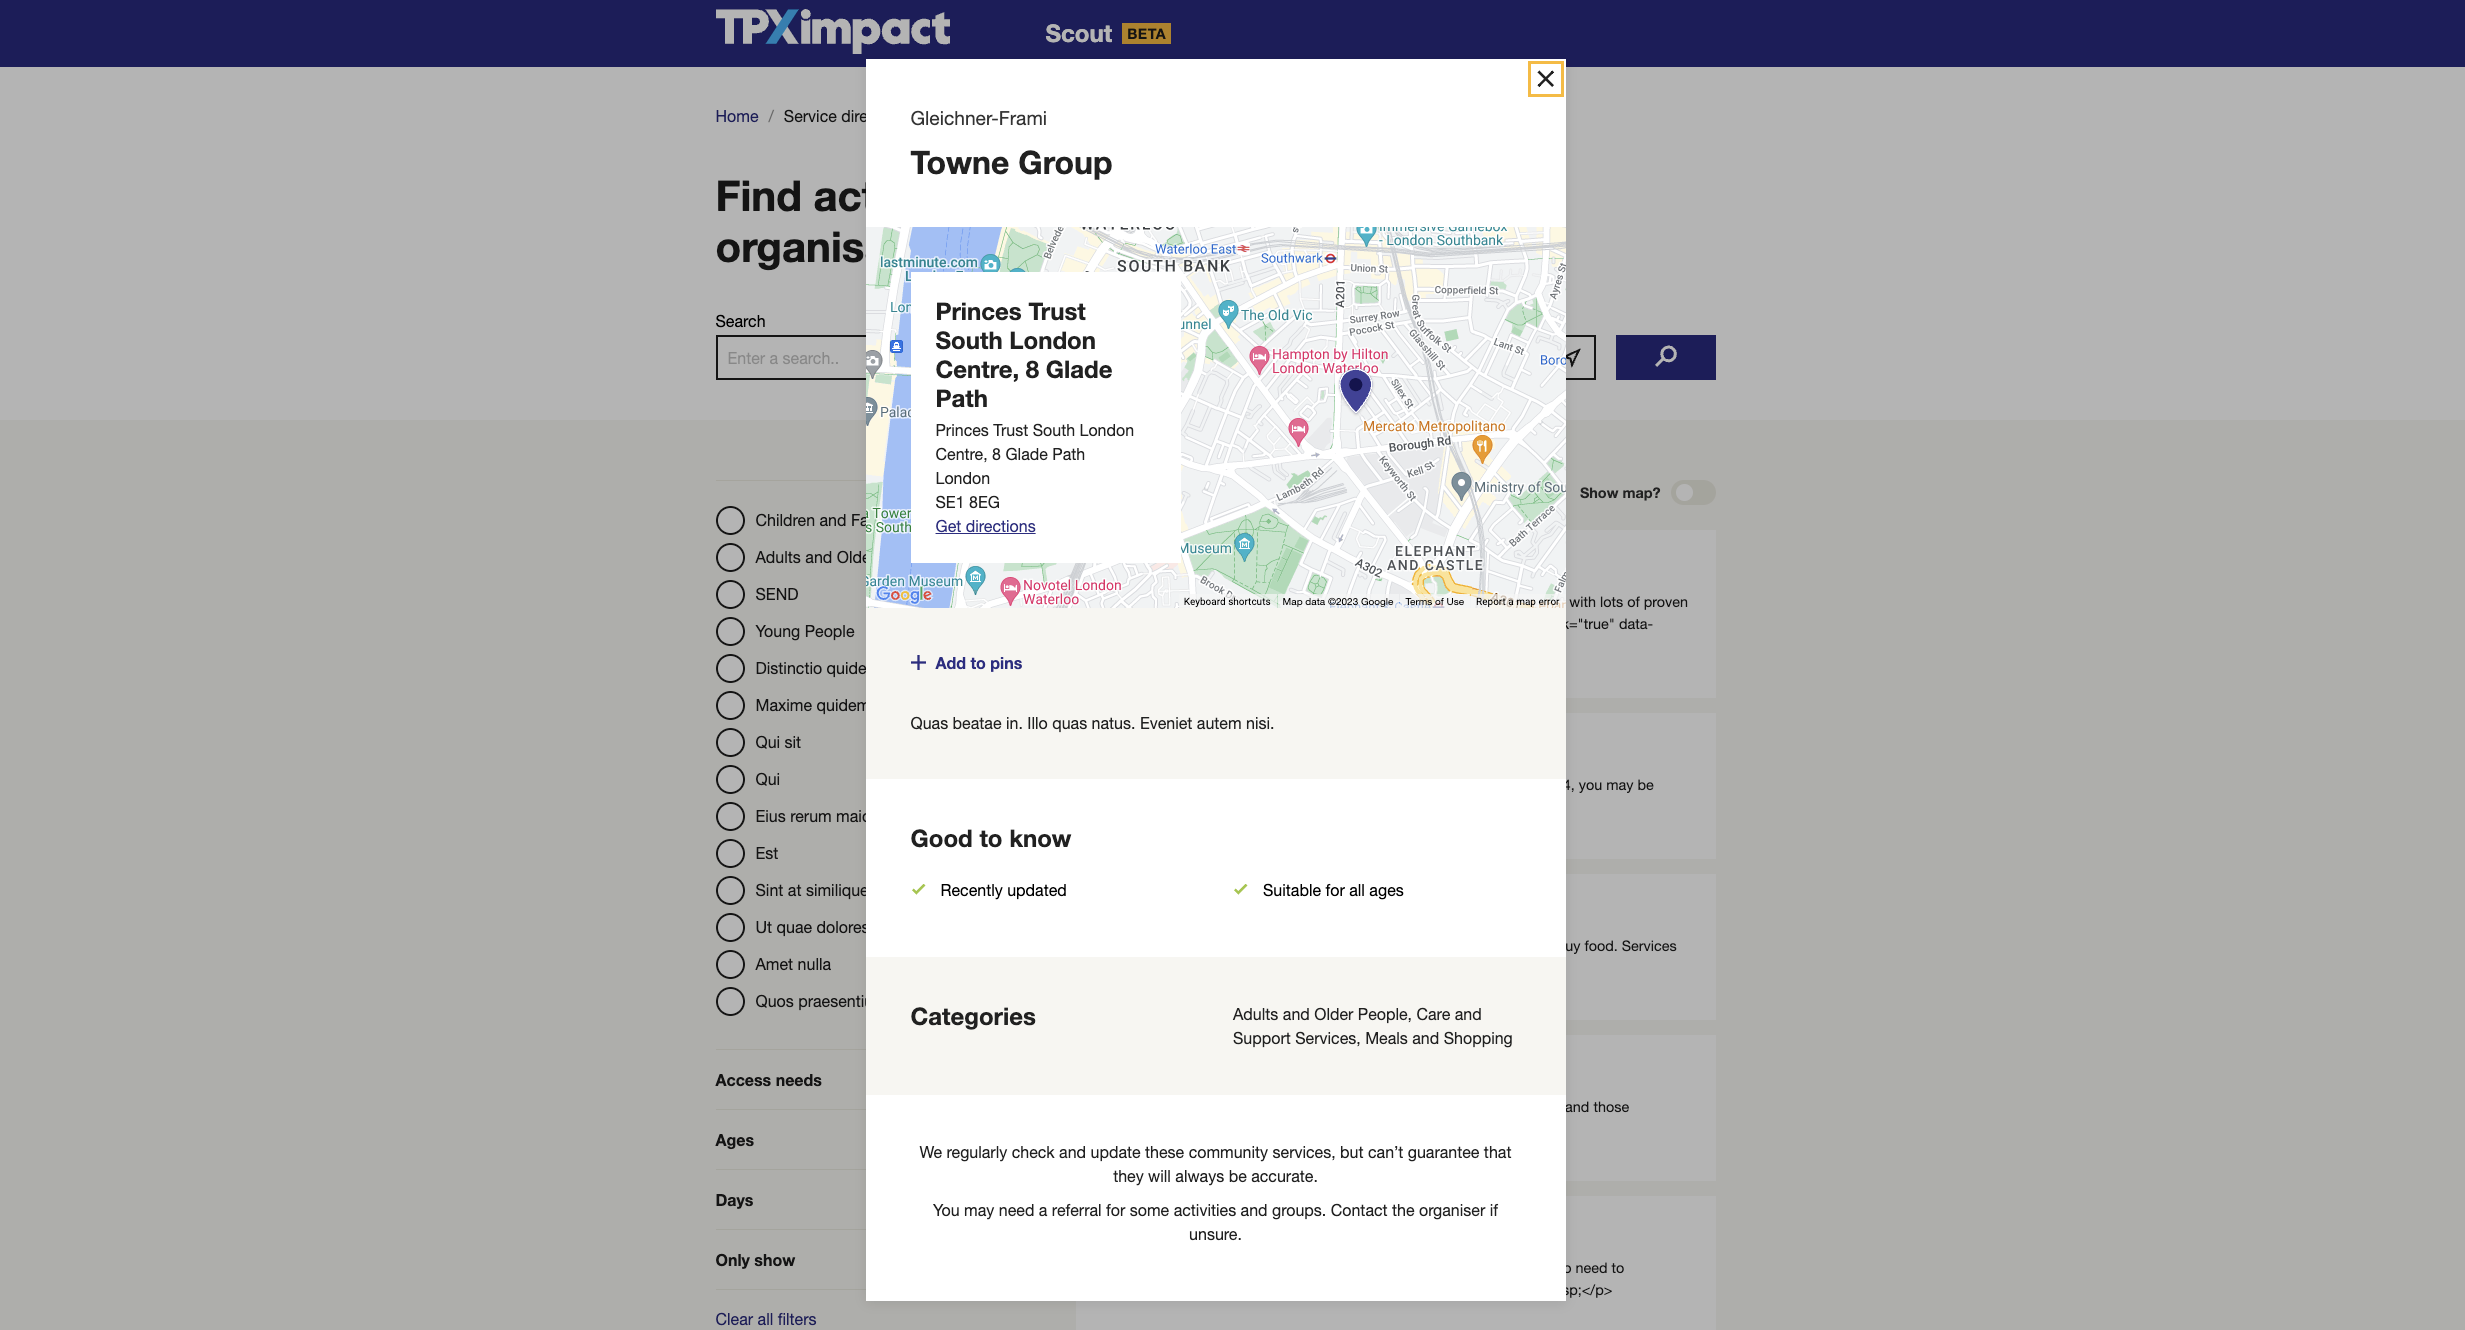 TPXimpact
Scout BETA
Home / Service dire
Find act
organis
Search
Enter a search..
Children and Fa
Adults and Olde
SEND
Young People
Distinctio quide
Maxime quidem
Qui sit
Qui
Eius rerum maio
Est
Sint at similique
Ut quae dolores
Amet nulla
Quos praesentiu
Access needs
Ages
Days
Only show
Clear all filters
Gleichner-Frami
Towne Group
WATERLOO
Belvede
Waterloo East
SOUTH BANK
Southwark
Immersive Gamebox
- London Southbank
lastminute.com
Lon
Union St
Copperfield St
Ayres St
A201
The Old Vic
unnel
Surrey Row
Pocock St
Great Suffolk St
Glasshill St
Lant St
Boro
Hampton by Hilton
London Waterloo
Silex St
Palac
Mercato Metropolitano
Borough Rd
Keyworth St
Kell St
Lambeth Rd
Ministry of Sou
Bath Terrace
a Tower
s South
Museum
ELEPHANT
AND CASTLE
A302
Brook D
Garden Museum
Novotel London
Waterloo
Google
Keyboard shortcuts
Map data ©2023 Google
Terms of Use
Report a map error
Princes Trust
South London
Centre, 8 Glade
Path
Princes Trust South London
Centre, 8 Glade Path
London
SE1 8EG
Get directions
Add to pins
Quas beatae in. Illo quas natus. Eveniet autem nisi.
Good to know
Recently updated
Suitable for all ages
Categories
Adults and Older People, Care and
Support Services, Meals and Shopping
We regularly check and update these community services, but can’t guarantee that
they will always be accurate.
You may need a referral for some activities and groups. Contact the organiser if
unsure.
Show map?
with lots of proven
k="true" data-
4, you may be
uy food. Services
and those
o need to
sp;</p>